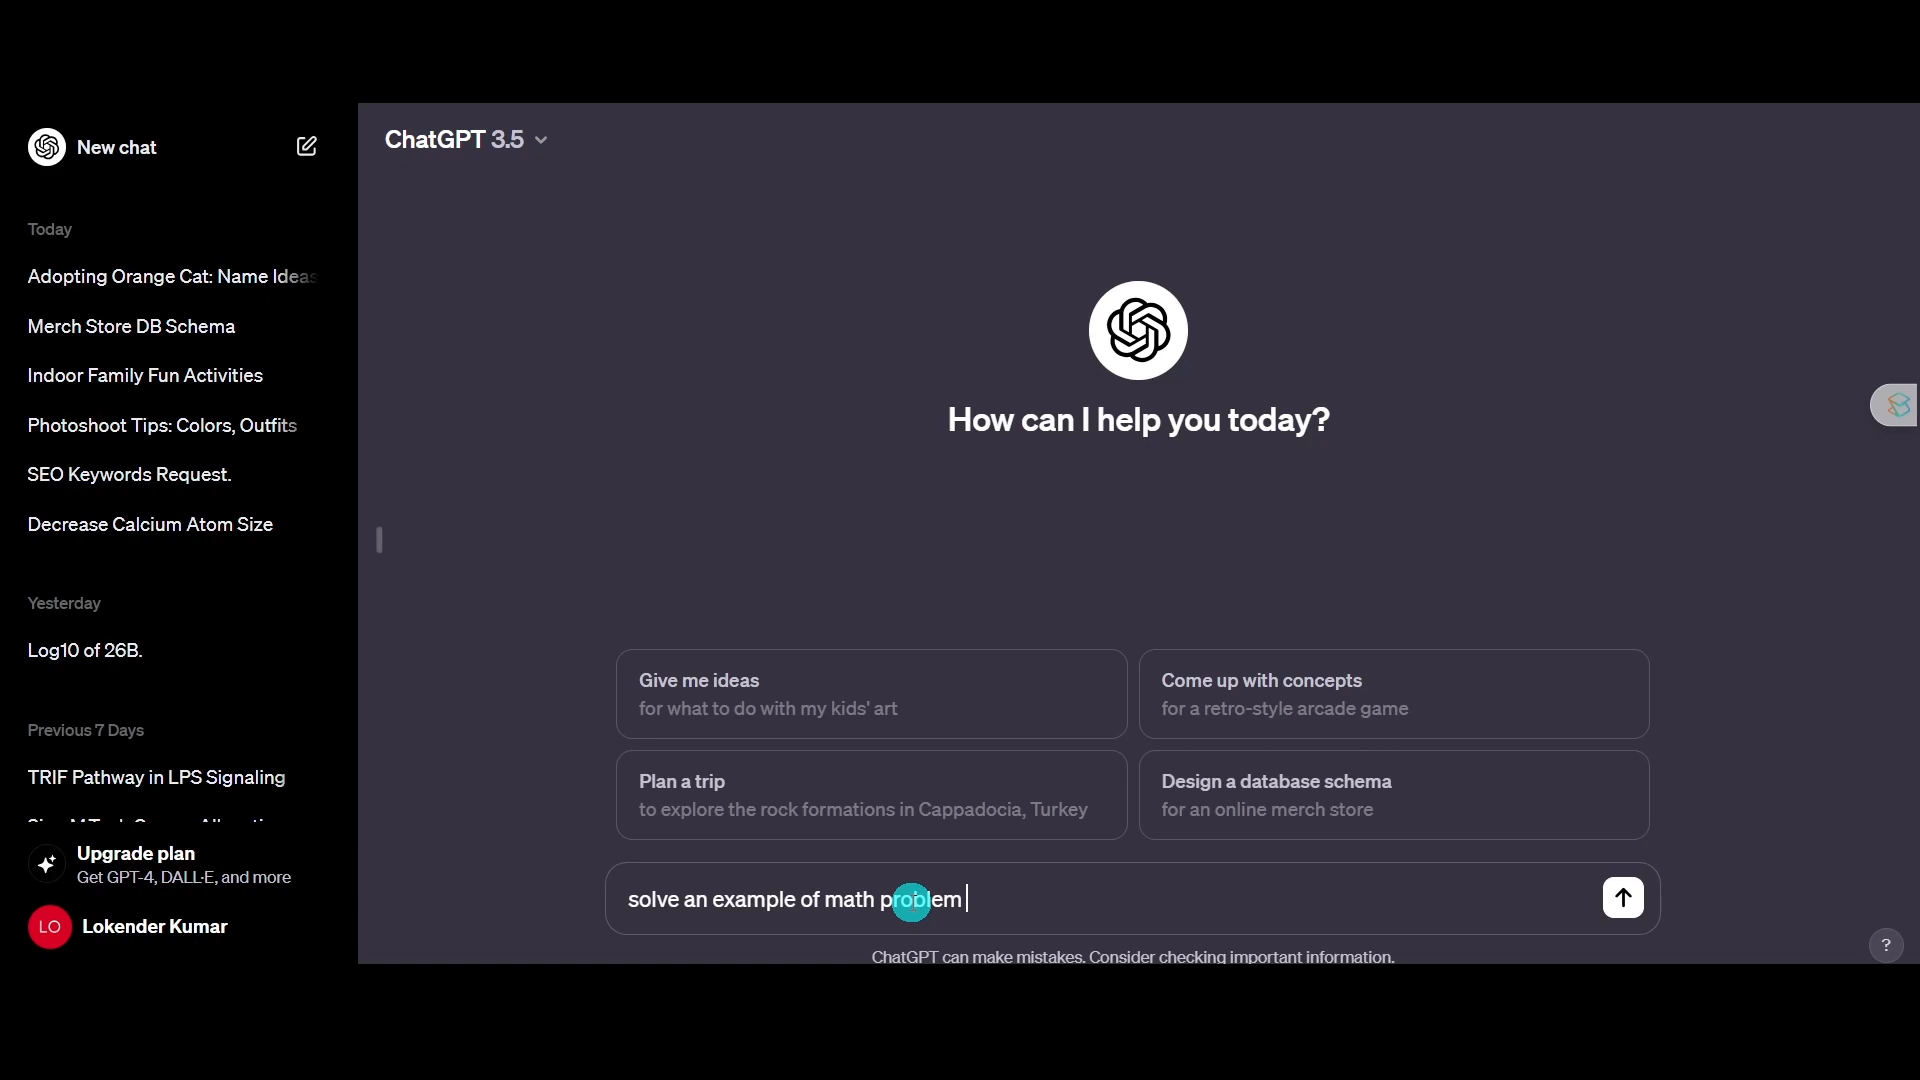 New chat
Today
Adopting Orange Cat: Name Ideas
Merch Store DB Schema
Indoor Family Fun Activities
Photoshoot Tips: Colors, Outfits
SEO Keywords Request.
Decrease Calcium Atom Size
Yesterday
Log10 of 26B.
Previous 7 Days
TRIF Pathway in LPS Signaling
Upgrade plan
Get GPT-4, DALL·E, and more
LO
Lokender Kumar
ChatGPT 3.5
How can I help you today?
Give me ideas
for what to do with my kids' art
Come up with concepts
for a retro-style arcade game
Plan a trip
to explore the rock formations in Cappadocia, Turkey
Design a database schema
for an online merch store
solve an example of math problem
ChatGPT can make mistakes. Consider checking important information.
?